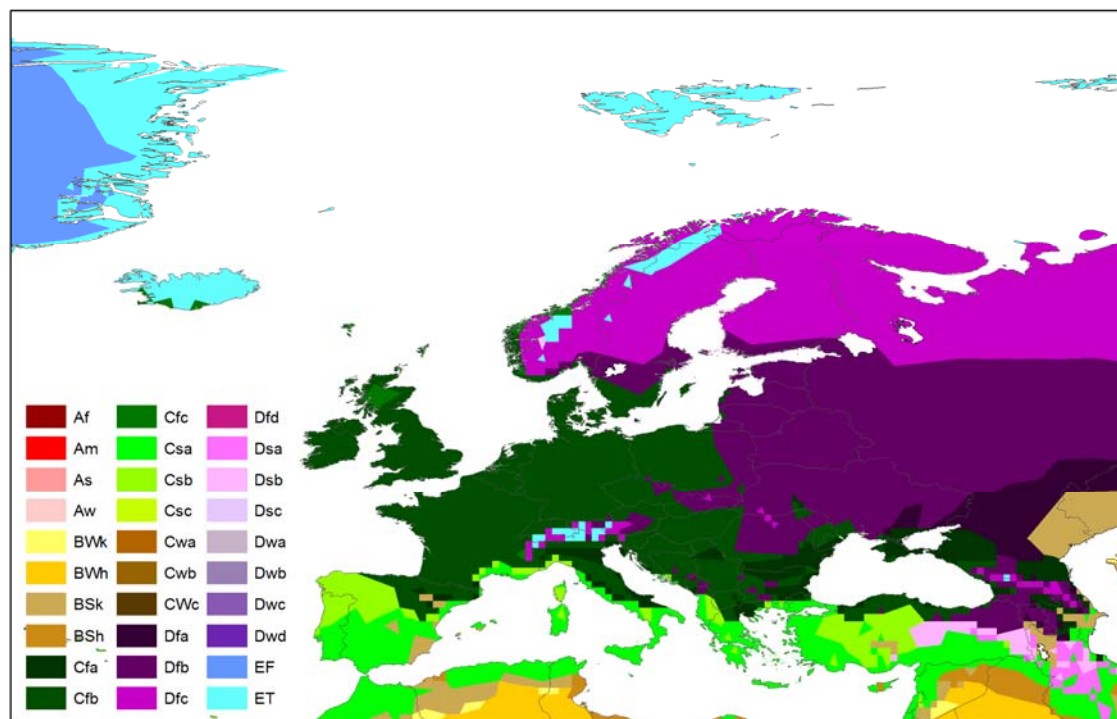 Af
Am
As
Aw
BWk
BWh
BSk
BSh
Cfa
Cfb
Cfc
Csa
Csb
Csc
Cwa
Cwb
CWc
Dfa
Dfb
Dfc
Dfd
Dsa
Dsb
Dsc
Dwa
Dwb
Dwc
Dwd
EF
ET